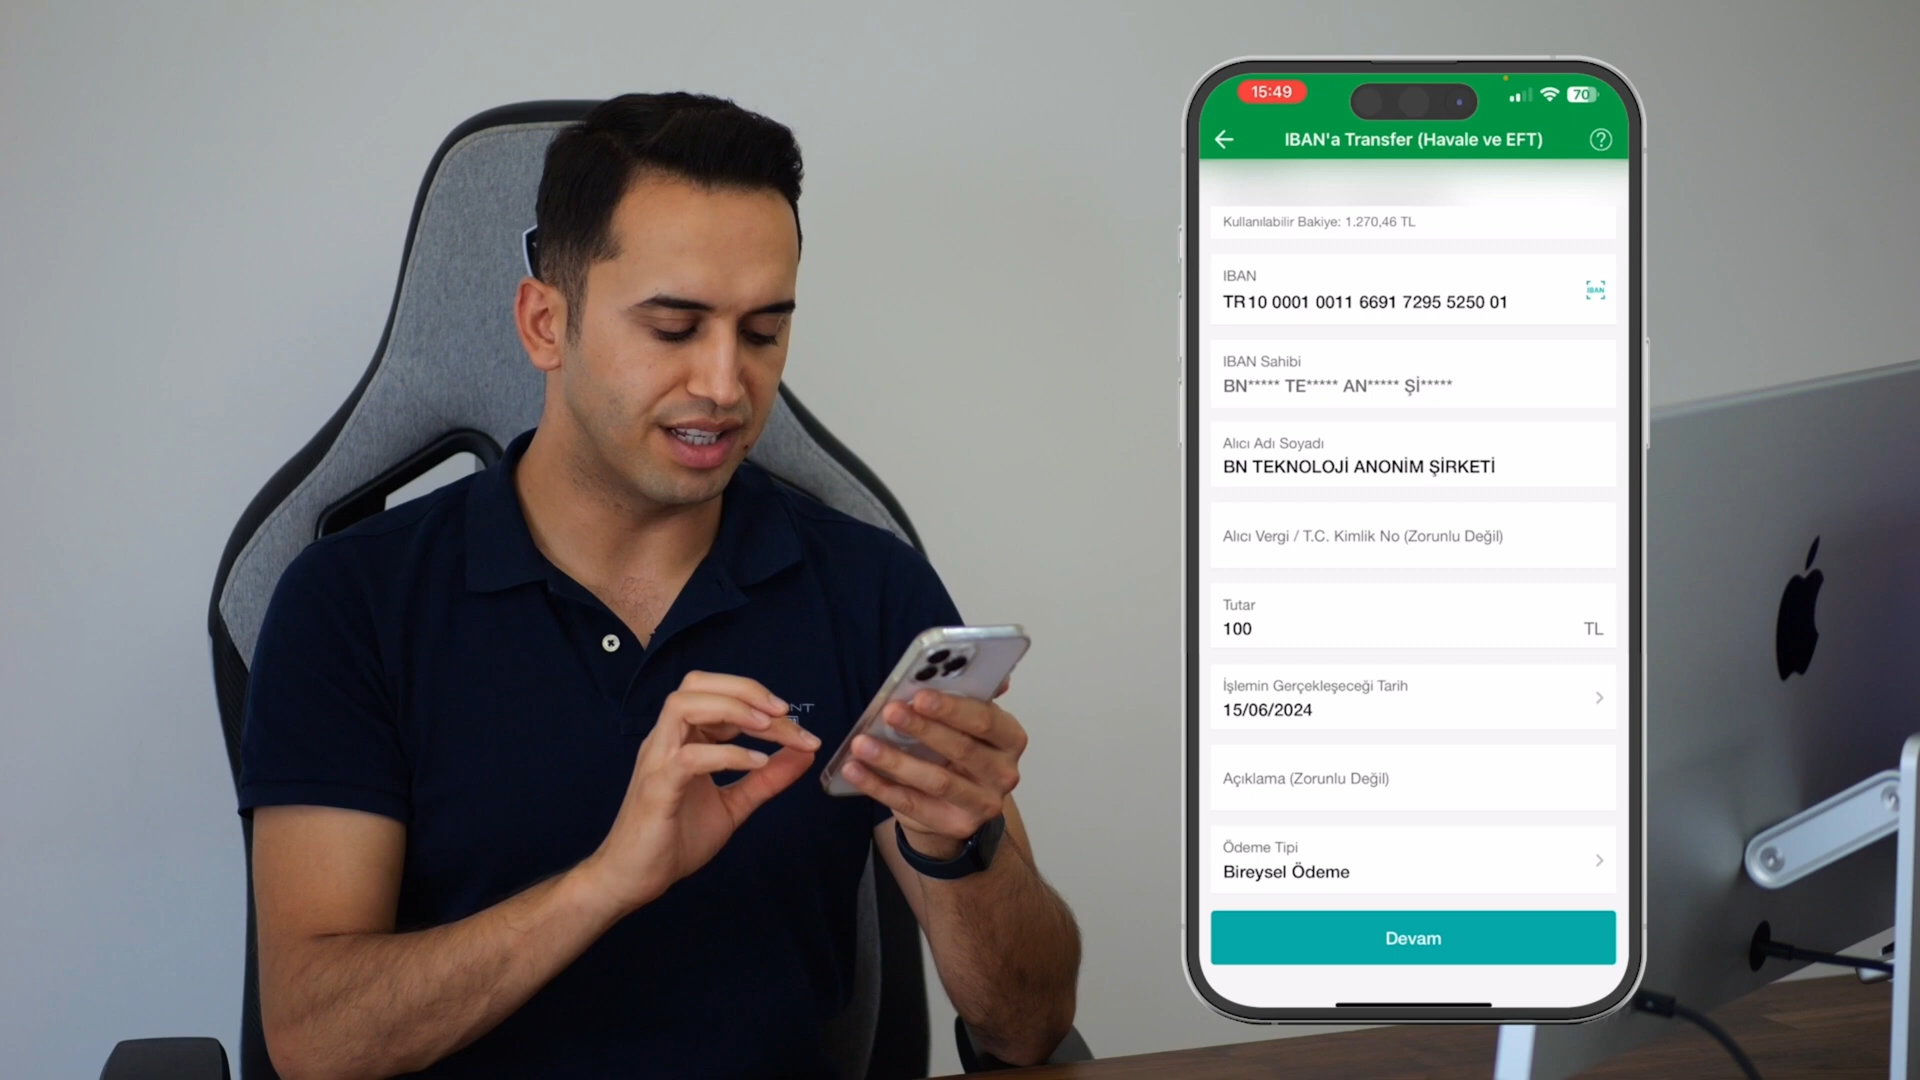 15:49
70
IBAN'a Transfer (Havale ve EFT)
?
Kullanılabilir Bakiye: 1.270,46 TL
IBAN
TR10 0001 0011 6691 7295 5250 01
IBAN
IBAN Sahibi
BN***** TE***** AN***** Şİ*****
Alıcı Adı Soyadı
BN TEKNOLOJİ ANONİM ŞİRKETİ
Alıcı Vergi / T.C. Kimlik No (Zorunlu Değil)
Tutar
100
TL
İşlemin Gerçekleşeceği Tarih
15/06/2024
Açıklama (Zorunlu Değil)
Ödeme Tipi
Bireysel Ödeme
Devam